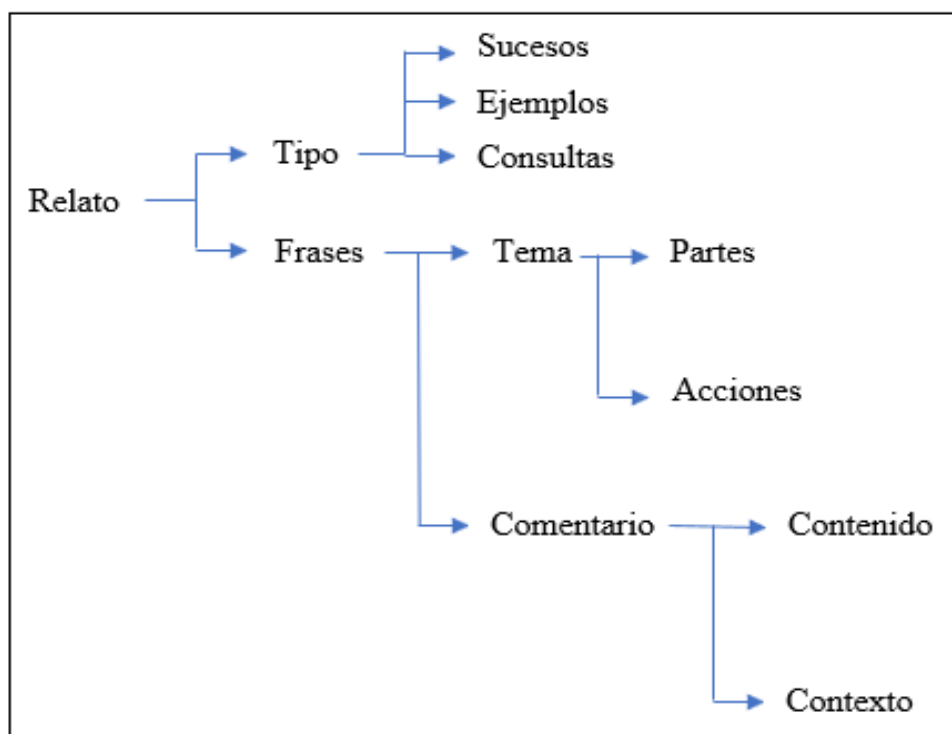 Sucesos
Ejemplos
Tipo
Consultas
Relato
Frases
Tema
Partes
Acciones
Comentario
Contenido
Contexto